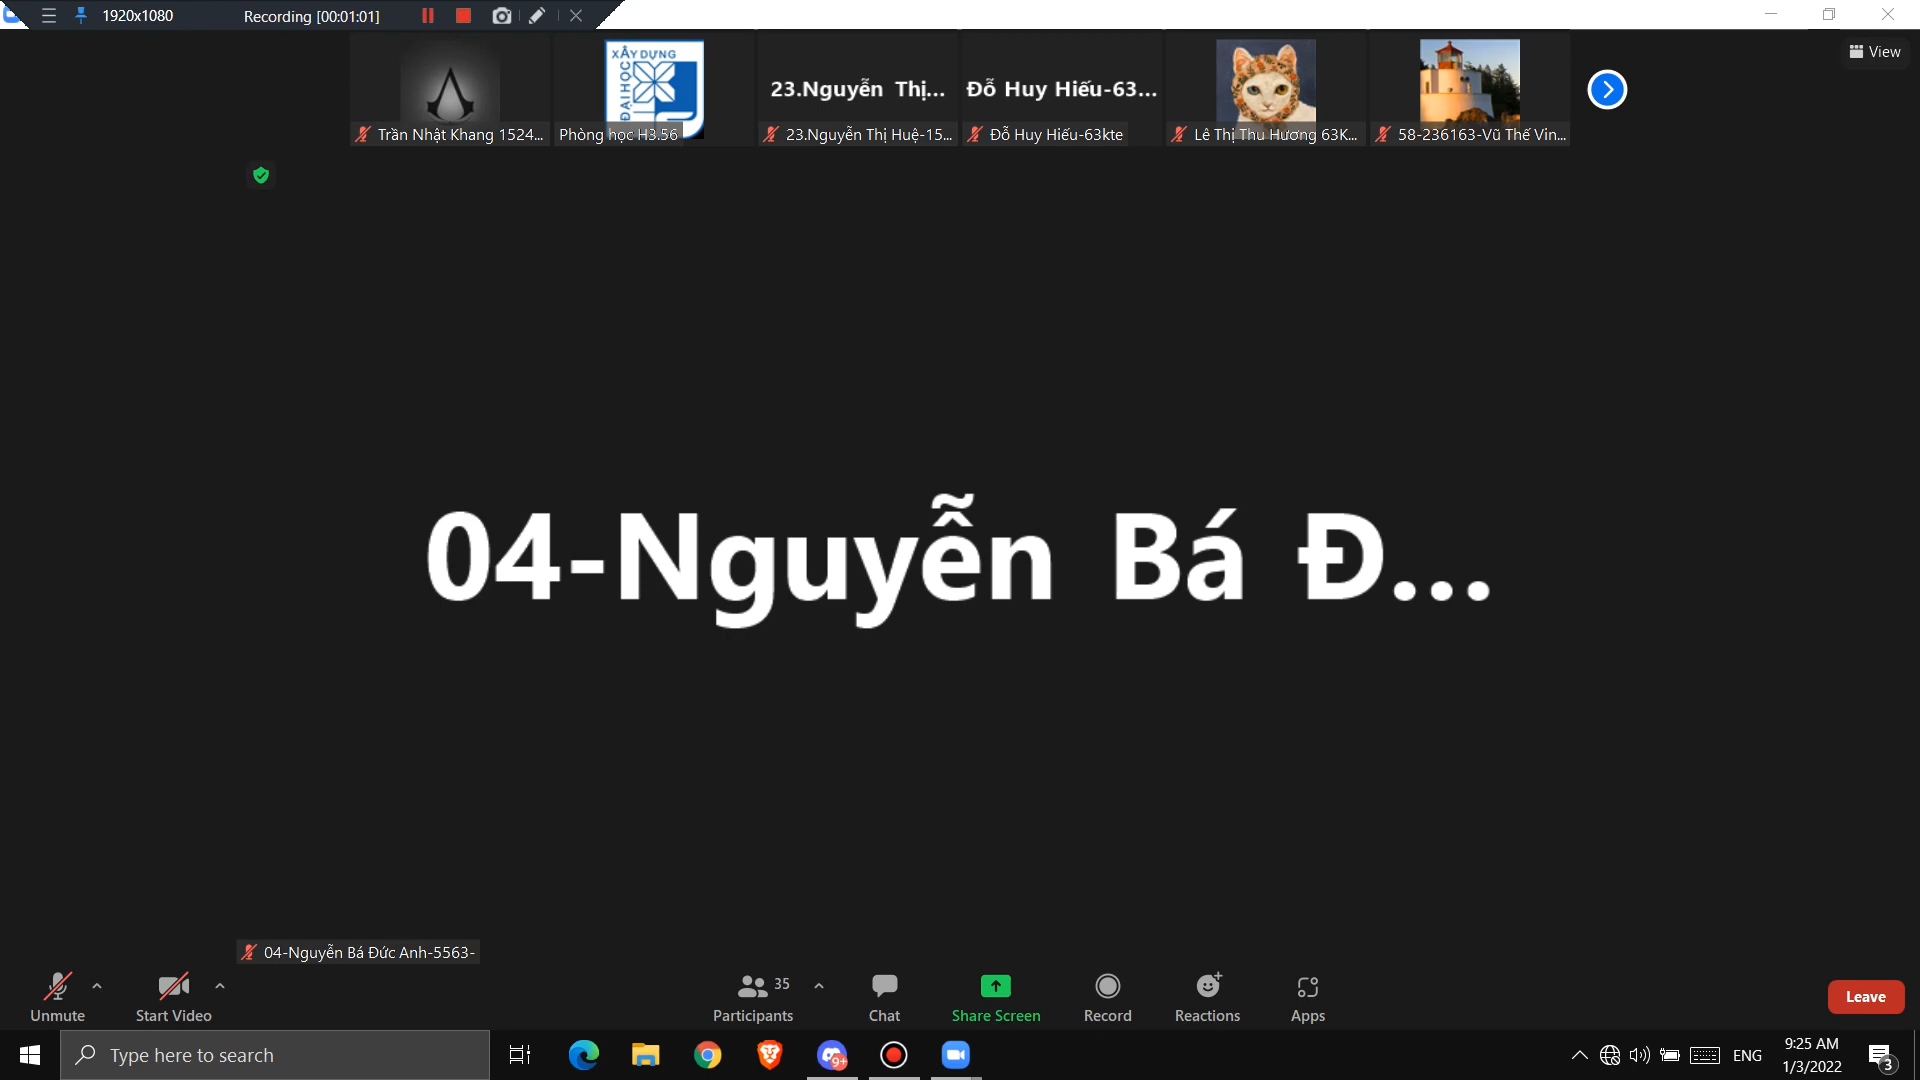 1920x1080
Recording [00:01:01]
View
XÂY DỰNG
ĐẠI HỌC
23.Nguyễn Thị...
Đỗ Huy Hiếu-63...
Trần Nhật Khang 1524...
Phòng học H3.56
23.Nguyễn Thị Huệ-15...
Đỗ Huy Hiếu-63kte
Lê Thị Thu Hương 63K...
58-236163-Vũ Thế Vin...
04-Nguyễn Bá Đ...
04-Nguyễn Bá Đức Anh-5563-
Unmute
Start Video
35
Participants
Chat
Share Screen
Record
Reactions
Apps
Leave
Type here to search
9+
ENG
9:25 AM
1/3/2022
3